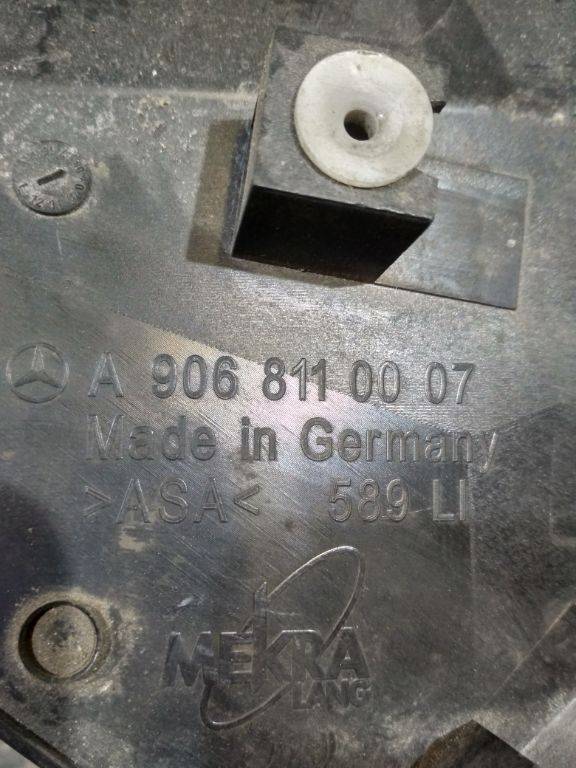 A 906 811 00 07
Made in Germany
>ASA< 589 LI
MEKRA
LANG